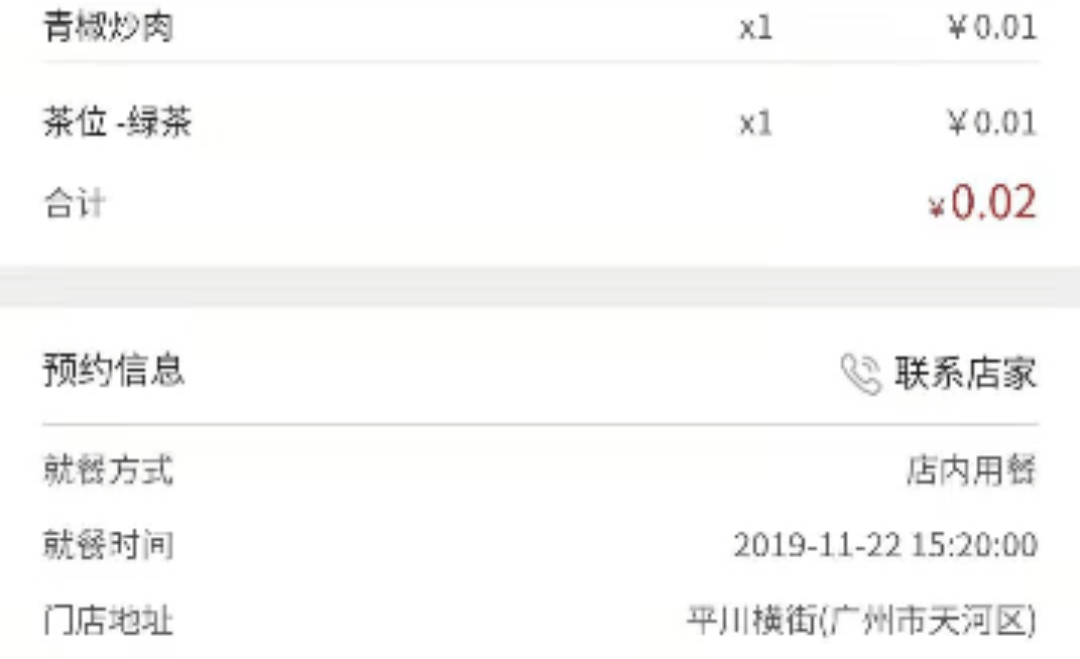 青椒炒肉 x1 ¥0.01
茶位 -绿茶 x1 ¥0.01
合计 ¥0.02
预约信息 联系店家
就餐方式 店内用餐
就餐时间 2019-11-22 15:20:00
门店地址 平川横街(广州市天河区)